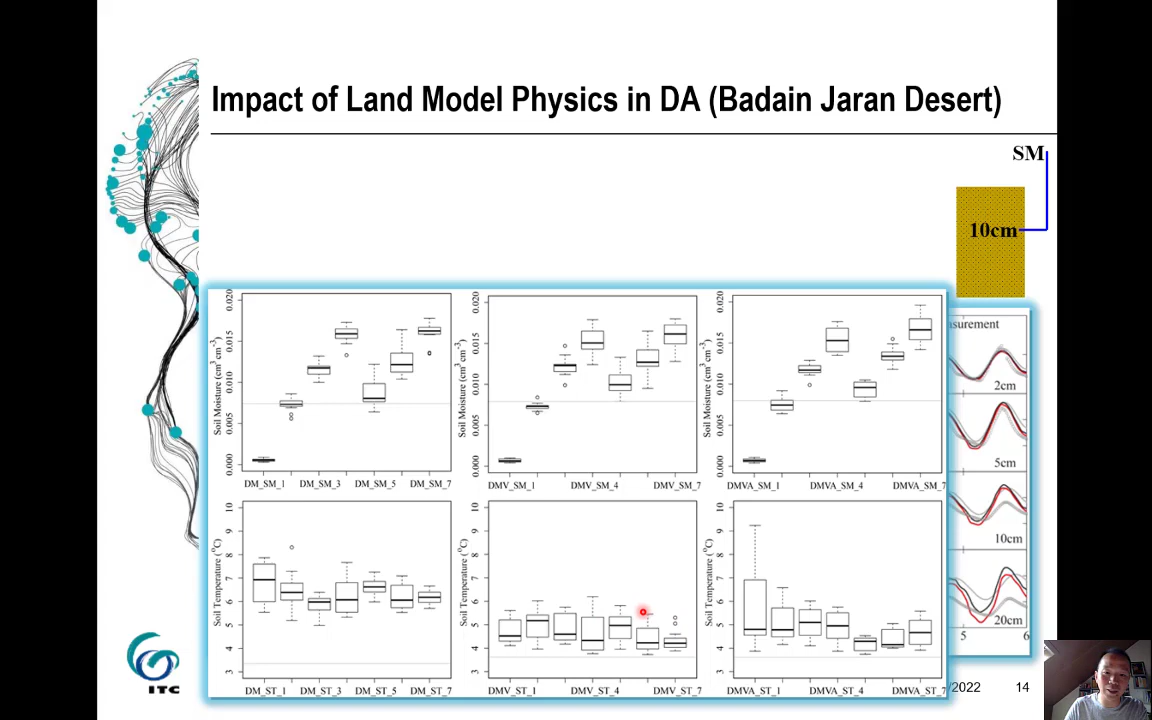 Impact of Land Model Physics in DA (Badain Jaran Desert)
SM
10cm
0.020
0.015
0.010
0.005
0.000
Soil Moisture (cm³ cm⁻³)
DM_SM_1 DM_SM_3 DM_SM_5 DM_SM_7
0.020
0.015
0.010
0.005
0.000
Soil Moisture (cm³ cm⁻³)
DMV_SM_1 DMV_SM_4 DMV_SM_7
0.020
0.015
0.010
0.005
0.000
Soil Moisture (cm³ cm⁻³)
DMVA_SM_1 DMVA_SM_4 DMVA_SM_7
surement
2cm
5cm
10cm
20cm
5 6
10
9
8
7
6
5
4
3
Soil Temperature (°C)
DM_ST_1 DM_ST_3 DM_ST_5 DM_ST_7
10
9
8
7
6
5
4
3
Soil Temperature (°C)
DMV_ST_1 DMV_ST_4 DMV_ST_7
10
9
8
7
6
5
4
3
Soil Temperature (°C)
DMVA_ST_1 DMVA_ST_4 DMVA_ST_7
ITC
/2022 14